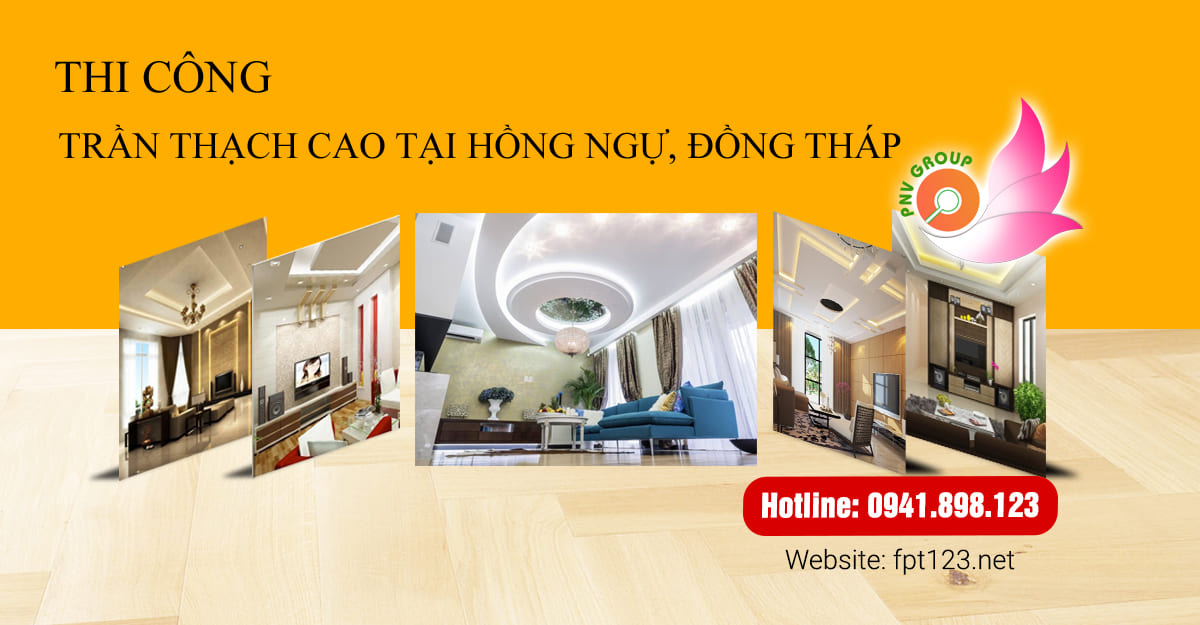 THI CÔNG
TRẦN THẠCH CAO TẠI HỒNG NGỰ, ĐỒNG THÁP
PNV GROUP
Hotline: 0941.898.123
Website: fpt123.net